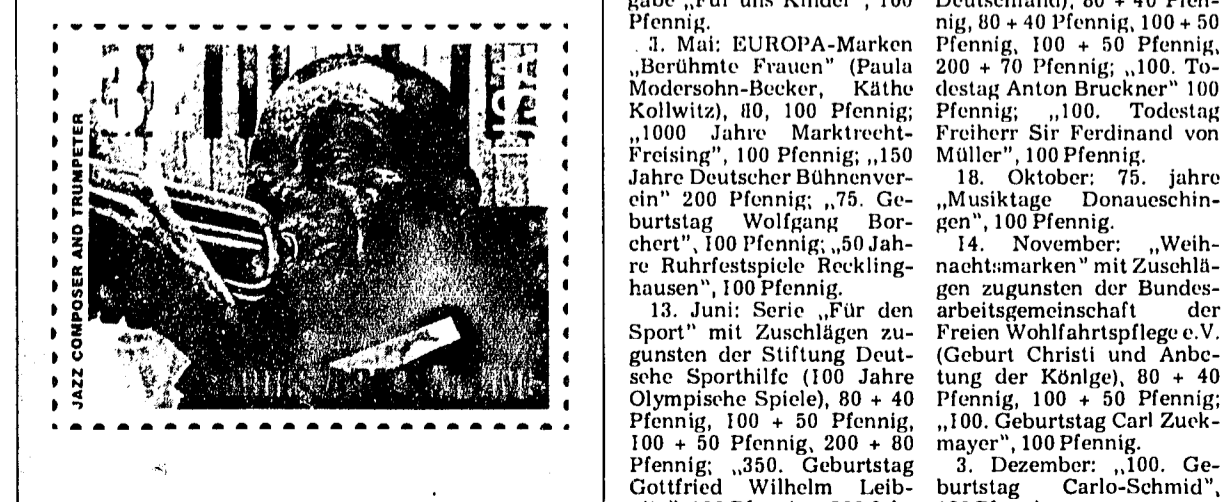 JAZZ COMPOSER AND TRUMPETER
gabe „Für uns Kinder", 100
Pfennig.
3. Mai: EUROPA-Marken
„Berühmte Frauen" (Paula
Modersohn-Becker, Käthe
Kollwitz), 80, 100 Pfennig;
„1000 Jahre Marktrecht-
Freising", 100 Pfennig; „150
Jahre Deutscher Bühnenver-
ein" 200 Pfennig; „75. Ge-
burtstag Wolfgang Bor-
chert", 100 Pfennig; „50 Jah-
re Ruhrfestspiele Reckling-
hausen", 100 Pfennig.
13. Juni: Serie „Für den
Sport" mit Zuschlägen zu-
gunsten der Stiftung Deut-
sche Sporthilfe (100 Jahre
Olympische Spiele), 80 + 40
Pfennig, 100 + 50 Pfennig,
100 + 50 Pfennig, 200 + 80
Pfennig; „350. Geburtstag
Gottfried Wilhelm Leib-
Deutschland), 80 + 40 Pfen-
nig, 80 + 40 Pfennig, 100 + 50
Pfennig, 100 + 50 Pfennig,
200 + 70 Pfennig; „100. To-
destag Anton Bruckner" 100
Pfennig; „100. Todestag
Freiherr Sir Ferdinand von
Müller", 100 Pfennig.
18. Oktober: 75. jahre
„Musiktage Donaueschin-
gen", 100 Pfennig.
14. November: „Weih-
nachtsmarken" mit Zuschlä-
gen zugunsten der Bundes-
arbeitsgemeinschaft der
Freien Wohlfahrtspflege e.V.
(Geburt Christi und Anbe-
tung der Könige), 80 + 40
Pfennig, 100 + 50 Pfennig;
„100. Geburtstag Carl Zuck-
mayer", 100 Pfennig.
3. Dezember: „100. Ge-
burtstag Carlo-Schmid",